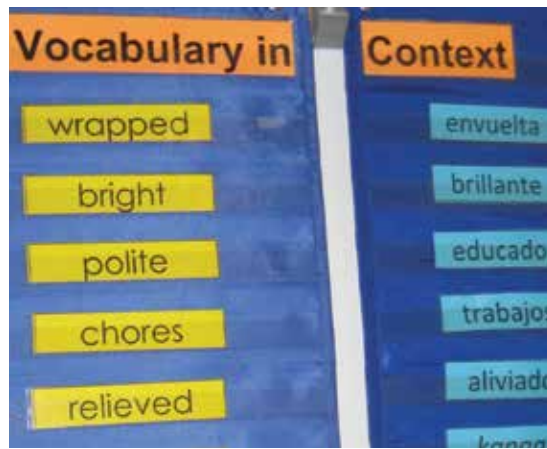 Vocabulary in Context
wrapped
bright
polite
chores
relieved
envuelta
brillante
educado
trabajos
aliviado